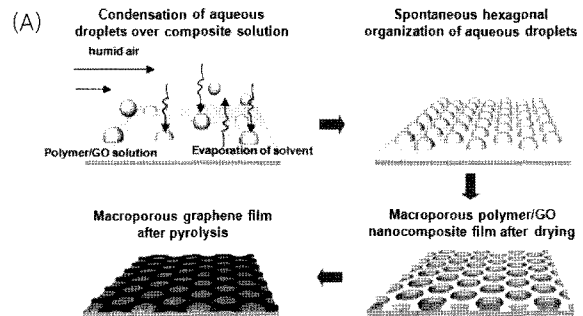 (A)
Condensation of aqueous
droplets over composite solution
humid air
Polymer/GO solution
Evaporation of solvent
Spontaneous hexagonal
organization of aqueous droplets
Macroporous polymer/GO
nanocomposite film after drying
Macroporous graphene film
after pyrolysis